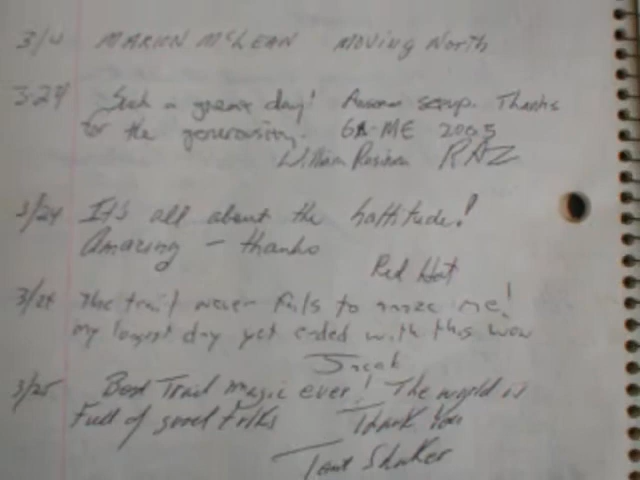 3/ MARION McLEAN MOVING NORTH
3.24 Such a great day! Awesome setup. Thanks
for the generosity. GA-ME 2005
William RAZ
3/24 It's all about the hattitude!
Amazing - thanks
Red Hat
3/24 The trail never fails to amaze me!
my longest day yet ended with this wow
3/25 Best Trail magic ever! The world is
Full of good folks Thank You
Tent Shaker